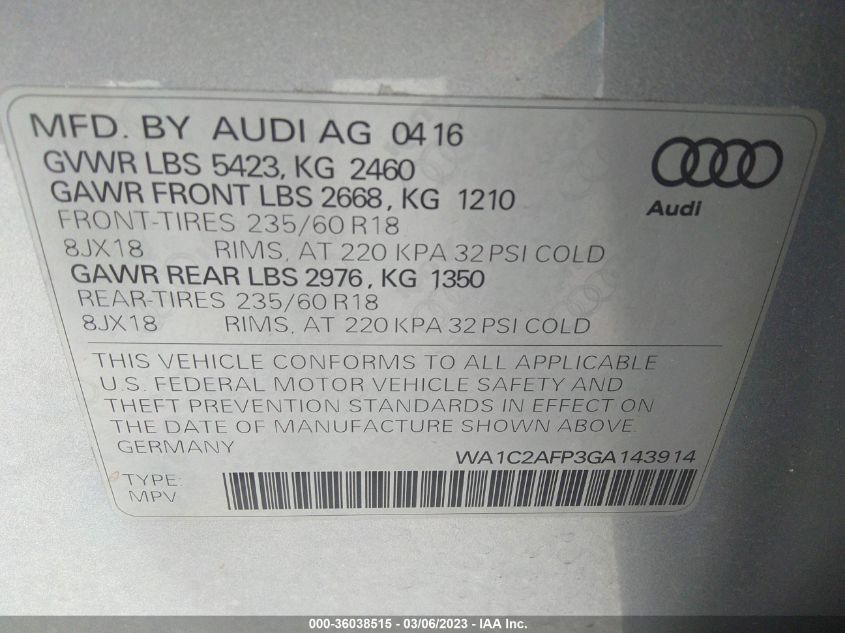 MFD. BY AUDI AG 04 16
GVWR LBS 5423, KG 2460
GAWR FRONT LBS 2668, KG 1210
FRONT-TIRES 235/60 R18
8JX18 RIMS, AT 220 KPA 32 PSI COLD
GAWR REAR LBS 2976, KG 1350
REAR-TIRES 235/60 R18
8JX18 RIMS, AT 220 KPA 32 PSI COLD
Audi
THIS VEHICLE CONFORMS TO ALL APPLICABLE
U.S. FEDERAL MOTOR VEHICLE SAFETY AND
THEFT PREVENTION STANDARDS IN EFFECT ON
THE DATE OF MANUFACTURE SHOWN ABOVE.
GERMANY
WA1C2AFP3GA143914
TYPE:
MPV
000-36038515 - 03/06/2023 - IAA Inc.